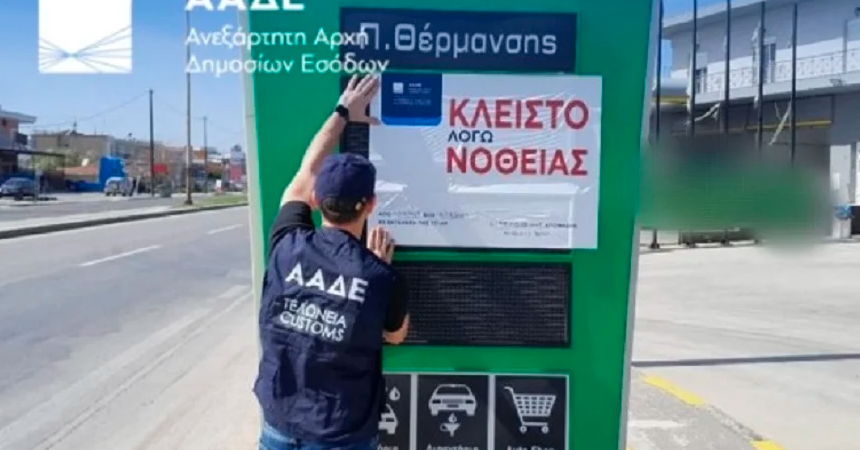 ΑΑΔΕ
Ανεξάρτητη Αρχή
Δημοσίων Εσόδων
Π.Θέρμανσης
ΚΛΕΙΣΤΟ
ΛΟΓΩ
ΝΟΘΕΙΑΣ
ΑΑΔΕ
ΤΕΛΩΝΕΙΑ
CUSTOMS